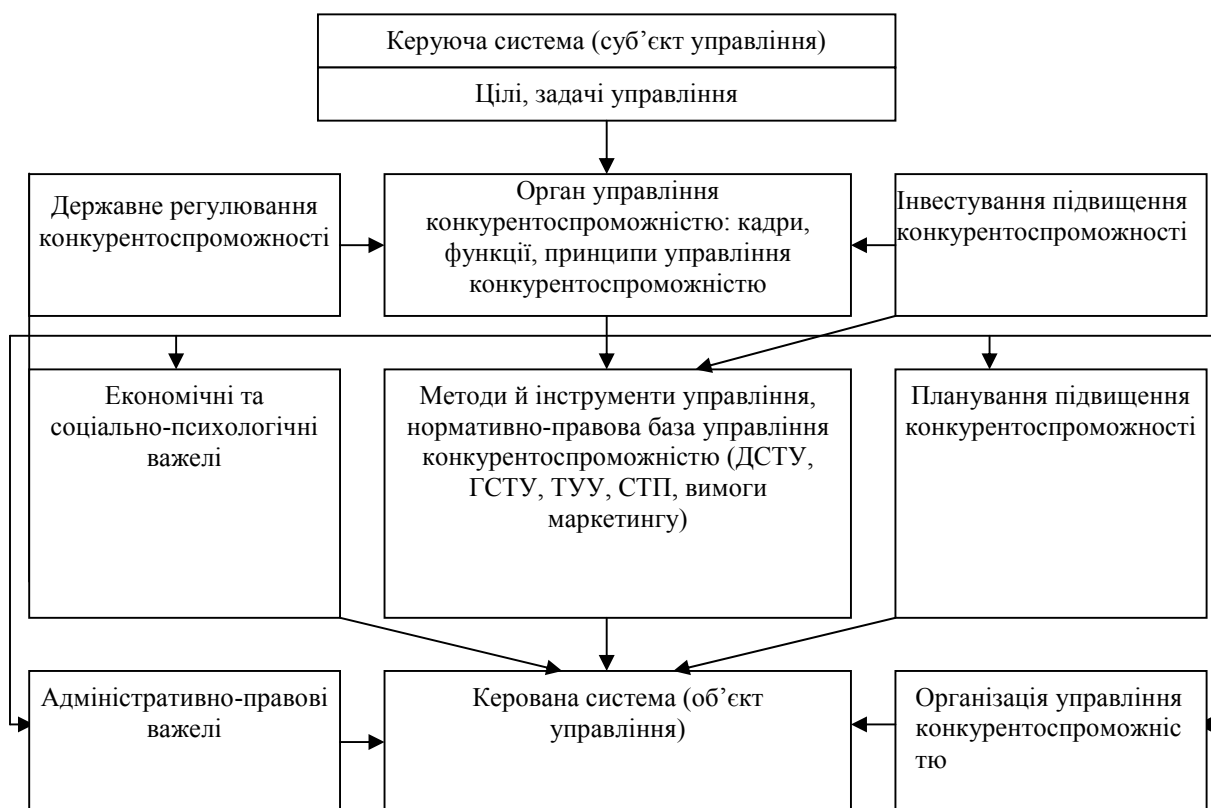 Керуюча система (суб’єкт управління)
Цілі, задачі управління
Державне регулювання
конкурентоспроможності
Орган управління
конкурентоспроможністю: кадри,
функції, принципи управління
конкурентоспроможністю
Інвестування підвищення
конкурентоспроможності
Економічні та
соціально-психологічні
важелі
Методи й інструменти управління,
нормативно-правова база управління
конкурентоспроможністю (ДСТУ,
ГСТУ, ТУУ, СТП, вимоги
маркетингу)
Планування підвищення
конкурентоспроможності
Адміністративно-правові
важелі
Керована система (об’єкт
управління)
Організація управління
конкурентоспроможніс
тю